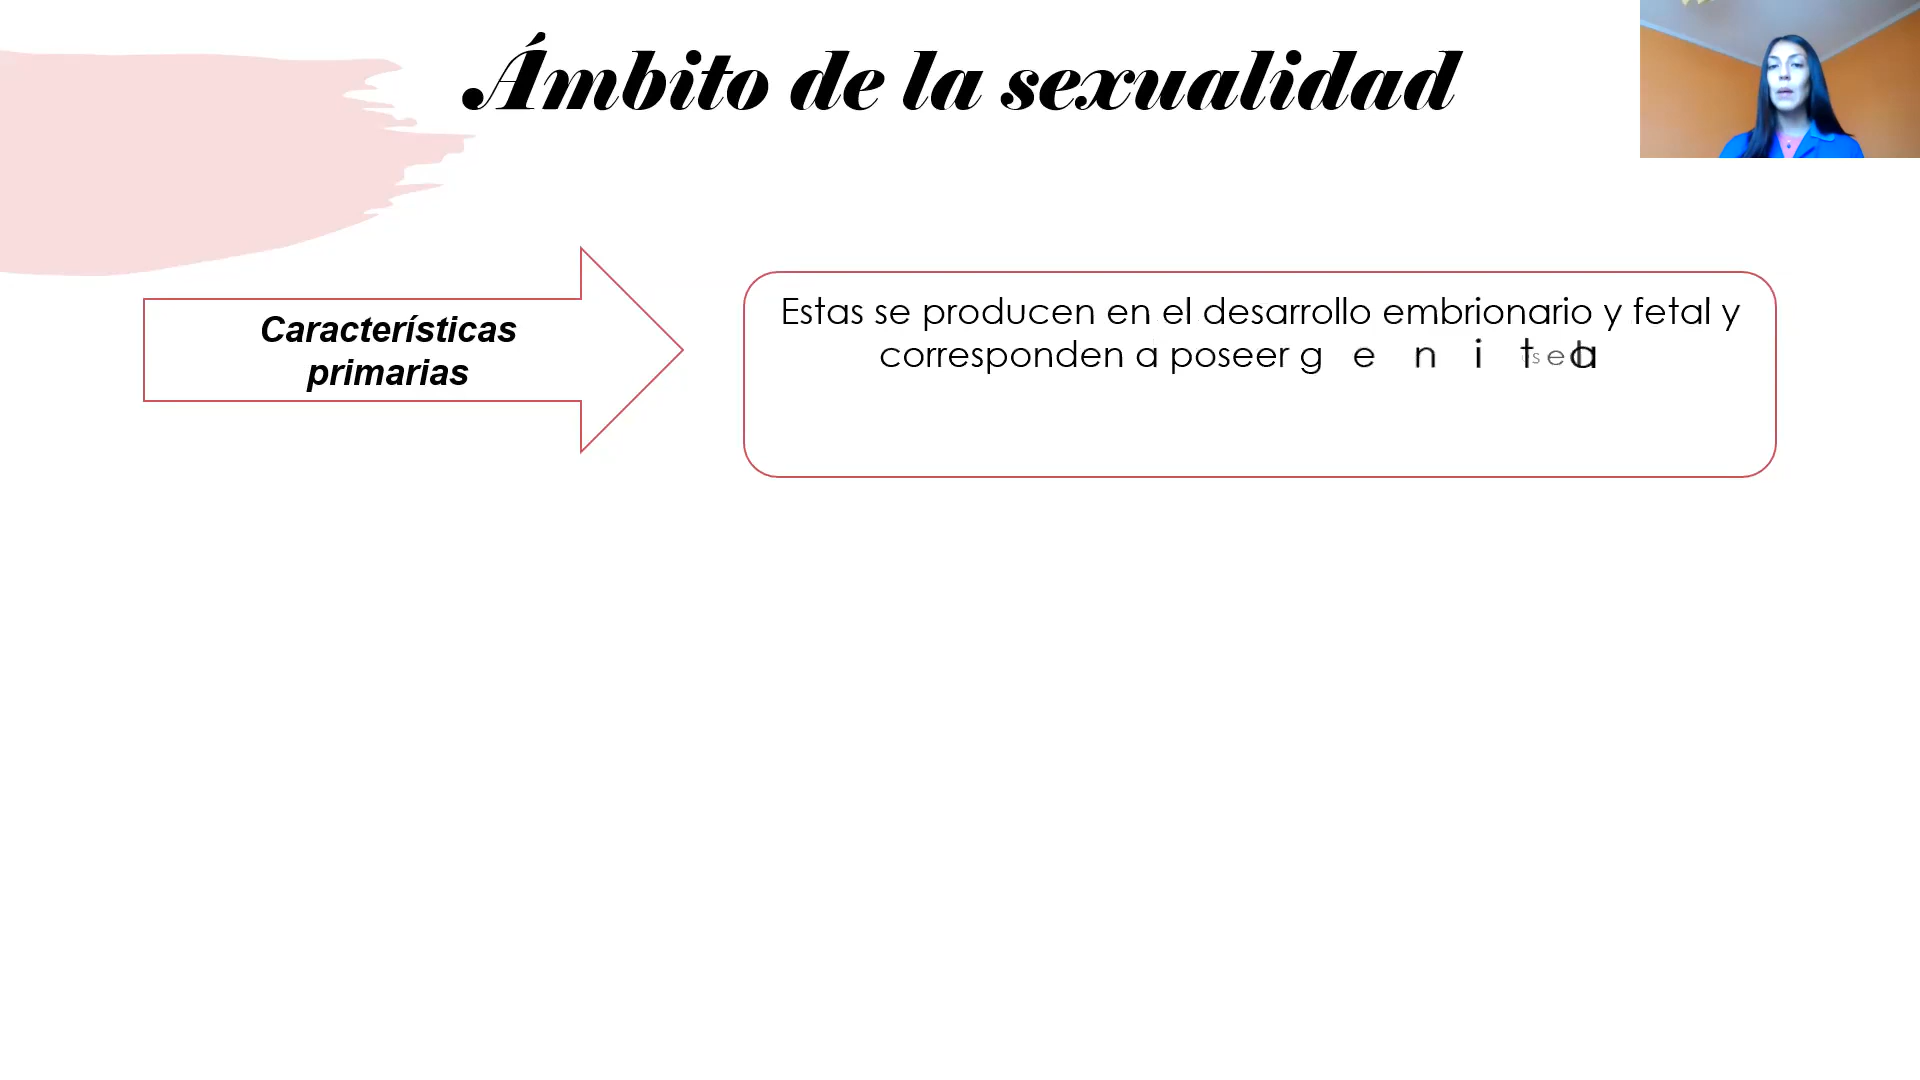 Ámbito de la sexualidad
Características
primarias
Estas se producen en el desarrollo embrionario y fetal y
corresponden a poseer g e n i t a